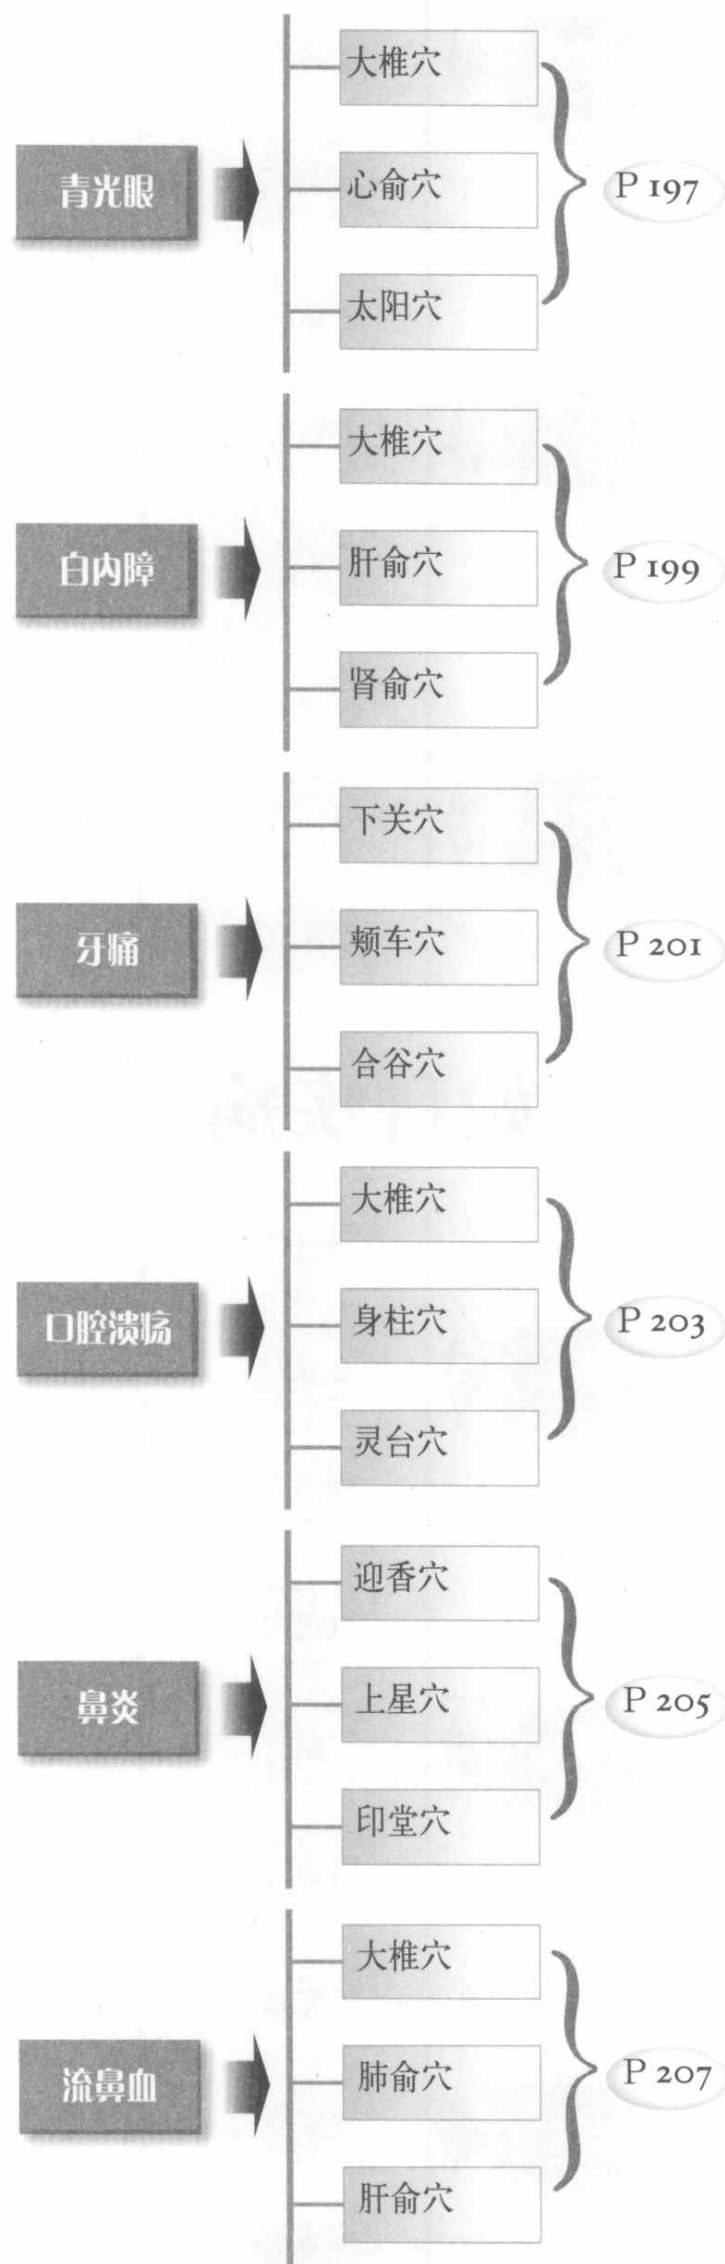 青光眼
大椎穴
心俞穴
太阳穴
P 197
白内障
大椎穴
肝俞穴
肾俞穴
P 199
牙痛
下关穴
颊车穴
合谷穴
P 201
口腔溃疡
大椎穴
身柱穴
灵台穴
P 203
鼻炎
迎香穴
上星穴
印堂穴
P 205
流鼻血
大椎穴
肺俞穴
肝俞穴
P 207